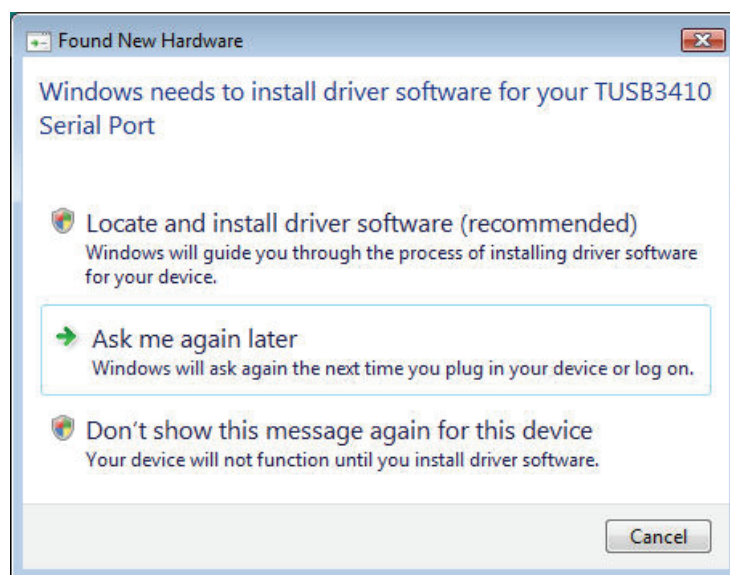 Found New Hardware
Windows needs to install driver software for your TUSB3410
Serial Port
Locate and install driver software (recommended)
Windows will guide you through the process of installing driver software
for your device.
Ask me again later
Windows will ask again the next time you plug in your device or log on.
Don't show this message again for this device
Your device will not function until you install driver software.
Cancel